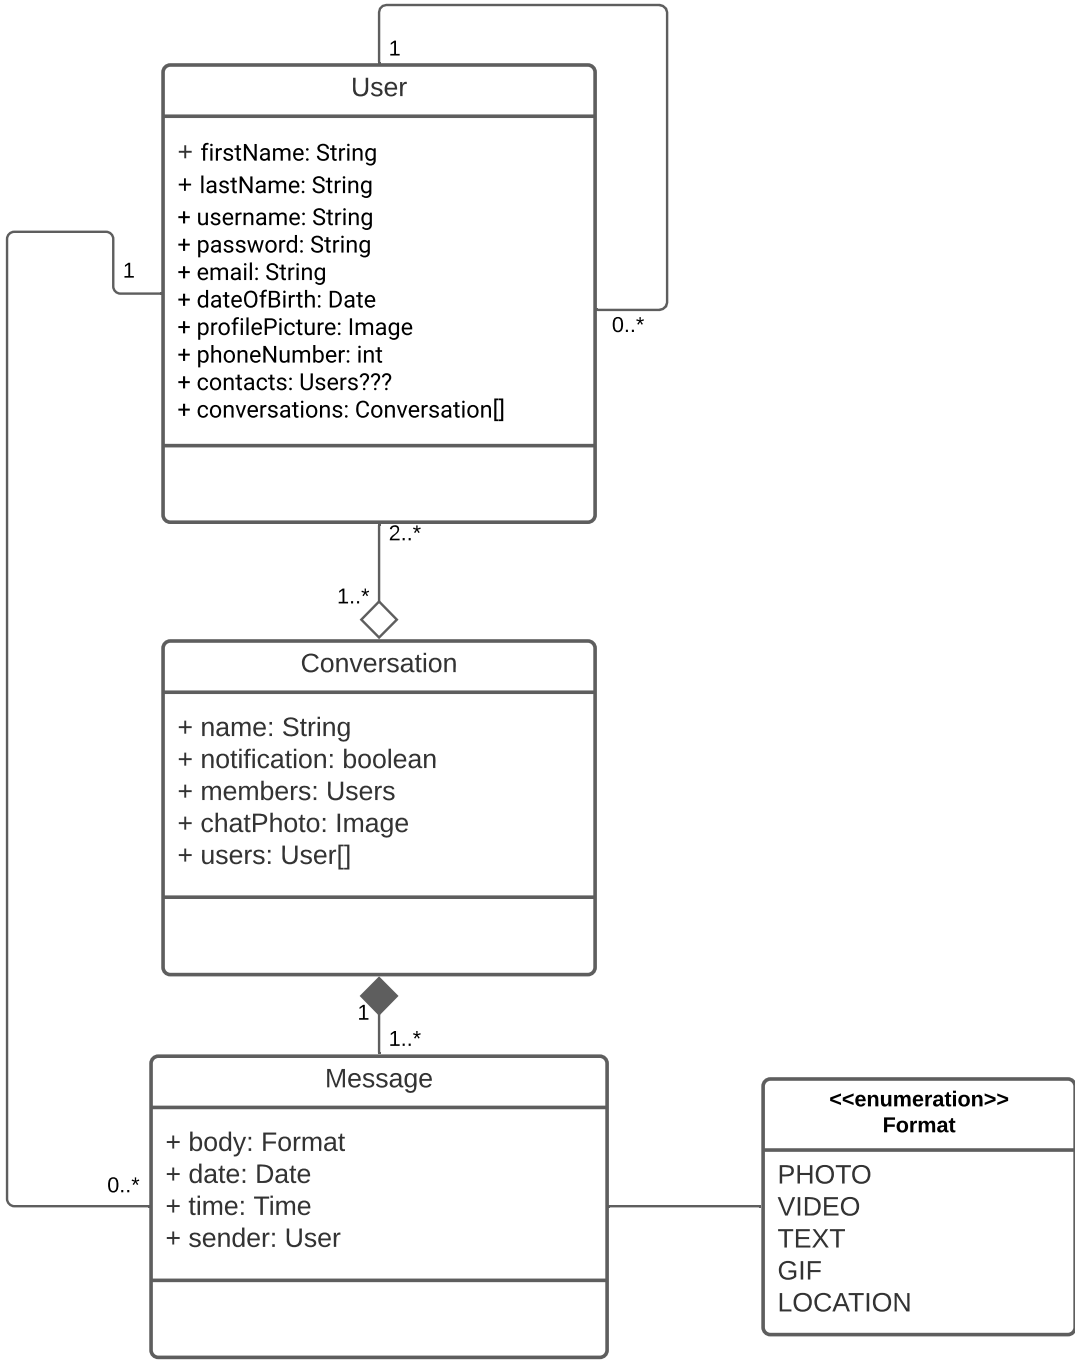 1
User
+ firstName: String
+ lastName: String
+ username: String
+ password: String
1
+ email: String
+ dateOfBirth: Date
+ profilePicture: Image
0..*
+ phoneNumber: int
+ contacts: Users???
+ conversations: Conversation[]
2..*
1..*
Conversation
+ name: String
+ notification: boolean
+ members: Users
+ chatPhoto: Image
+ users: User[]
1
1..*
Message
+ body: Format
+ date: Date
0..*
+ time: Time
+ sender: User
<<enumeration>>
Format
PHOTO
VIDEO
TEXT
GIF
LOCATION